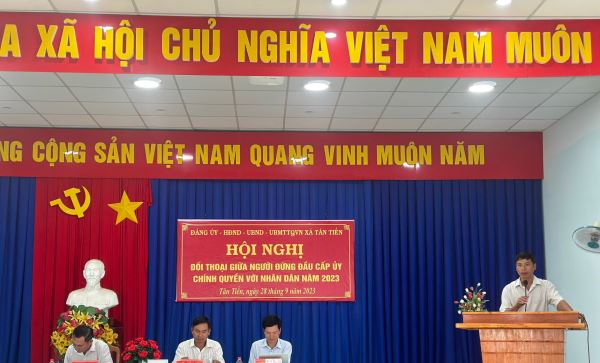 A XÃ HỘI CHỦ NGHĨA VIỆT NAM MUÔN
NG CỘNG SẢN VIỆT NAM QUANG VINH MUÔN NĂM
ĐẢNG ỦY - HĐND - UBND - UBMTTQVN XÃ TÂN TIẾN
HỘI NGHỊ
ĐỐI THOẠI GIỮA NGƯỜI ĐỨNG ĐẦU CẤP ỦY
CHÍNH QUYỀN VỚI NHÂN DÂN NĂM 2023
Tân Tiến, ngày 28 tháng 9 năm 2023